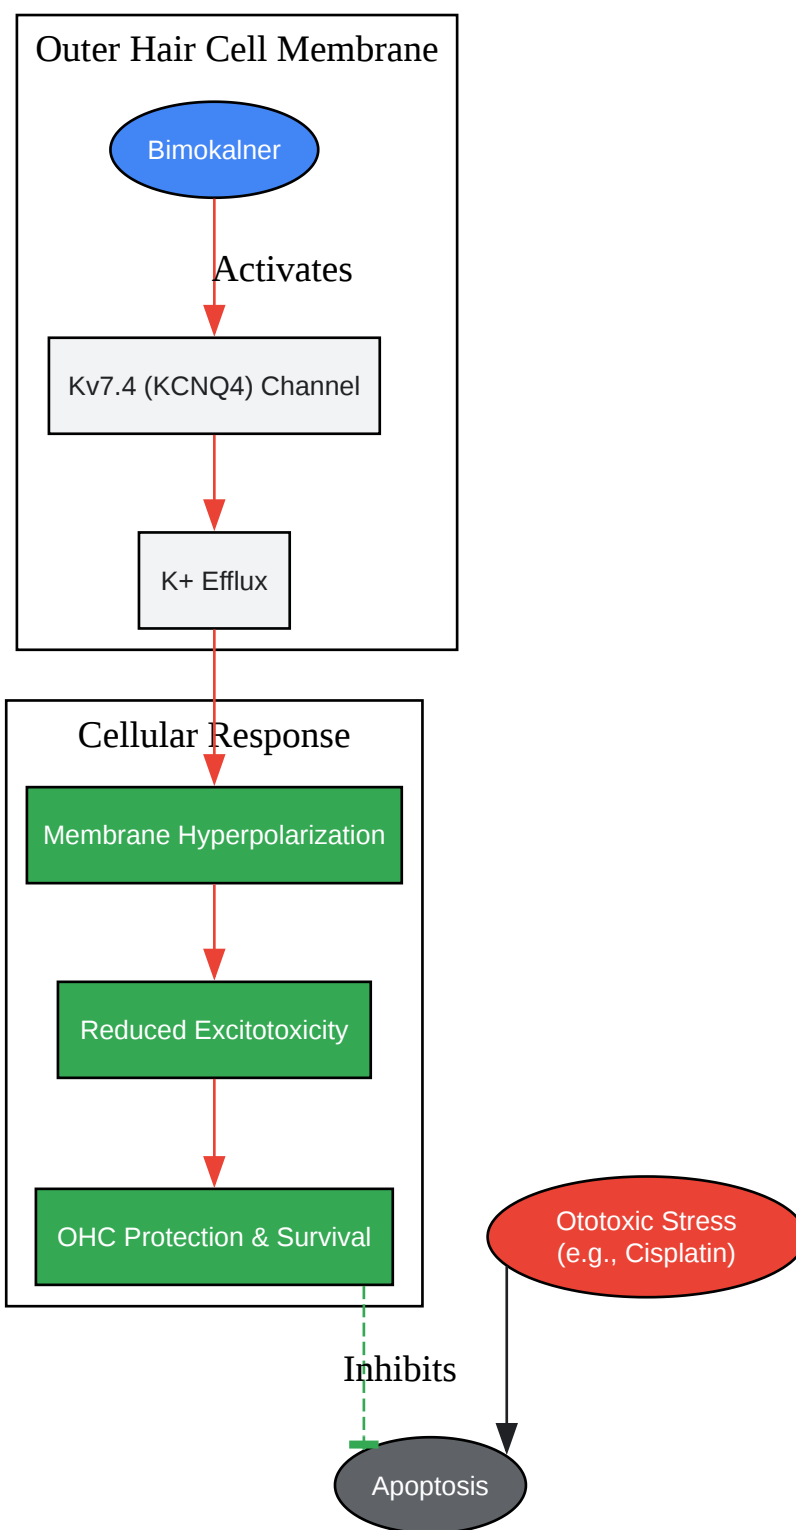 Outer Hair Cell Membrane
Bimokalner
Activates
Kv7.4 (KCNQ4) Channel
K+ Efflux
Cellular Response
Membrane Hyperpolarization
Reduced Excitotoxicity
OHC Protection & Survival
Ototoxic Stress
(e.g., Cisplatin)
Inhibits
Apoptosis